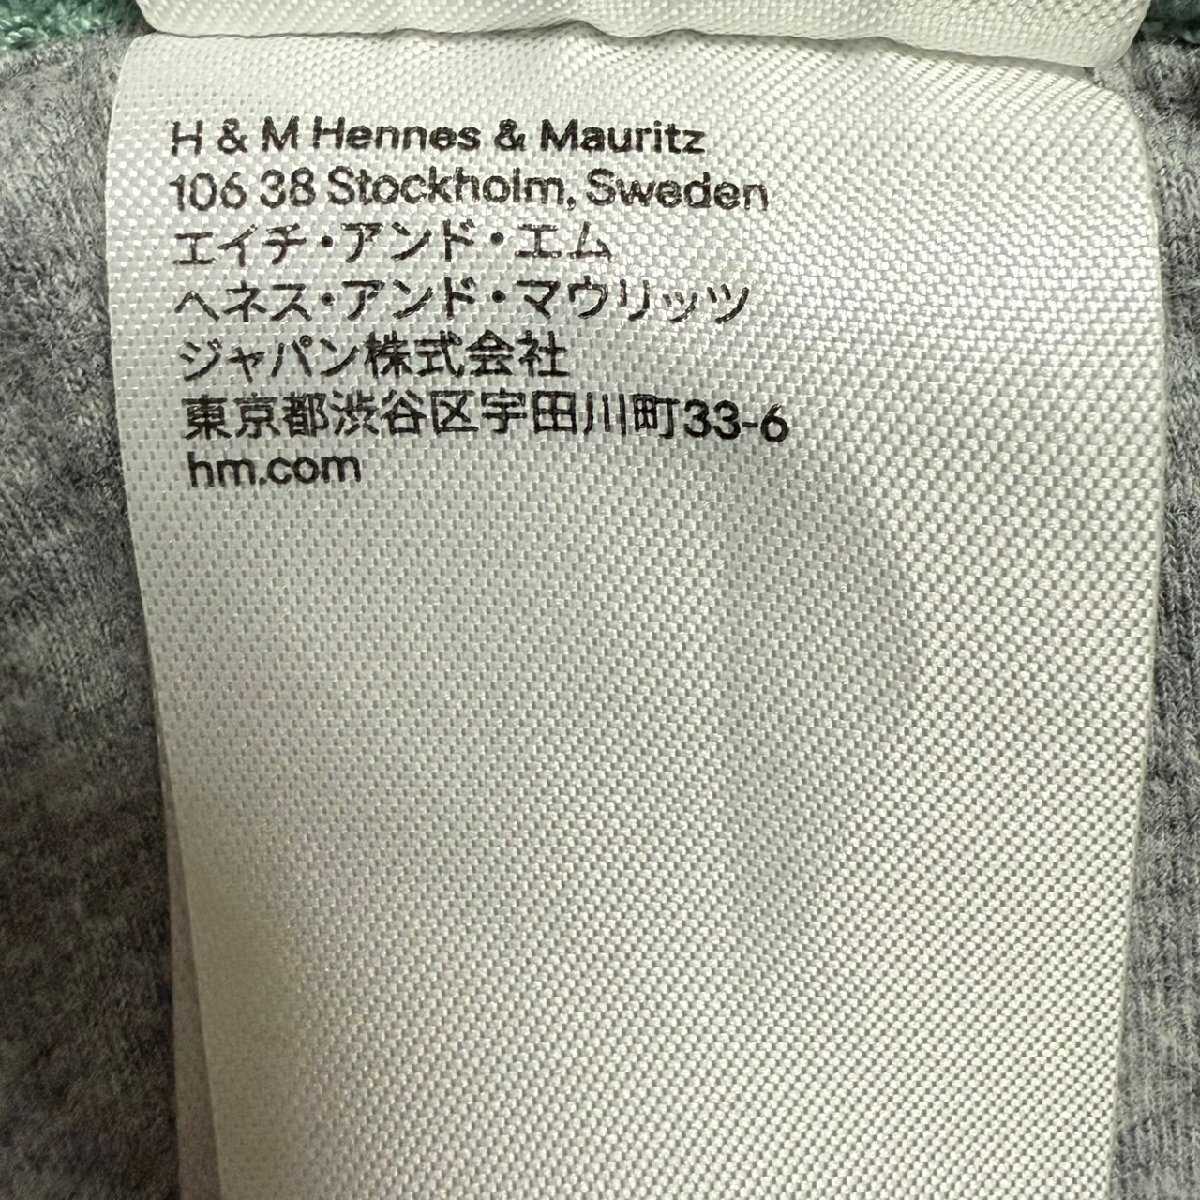 H & M Hennes & Mauritz
106 38 Stockholm, Sweden
エイチ・アンド・エム
ヘネス・アンド・マウリッツ
ジャパン株式会社
東京都渋谷区宇田川町33-6
hm.com